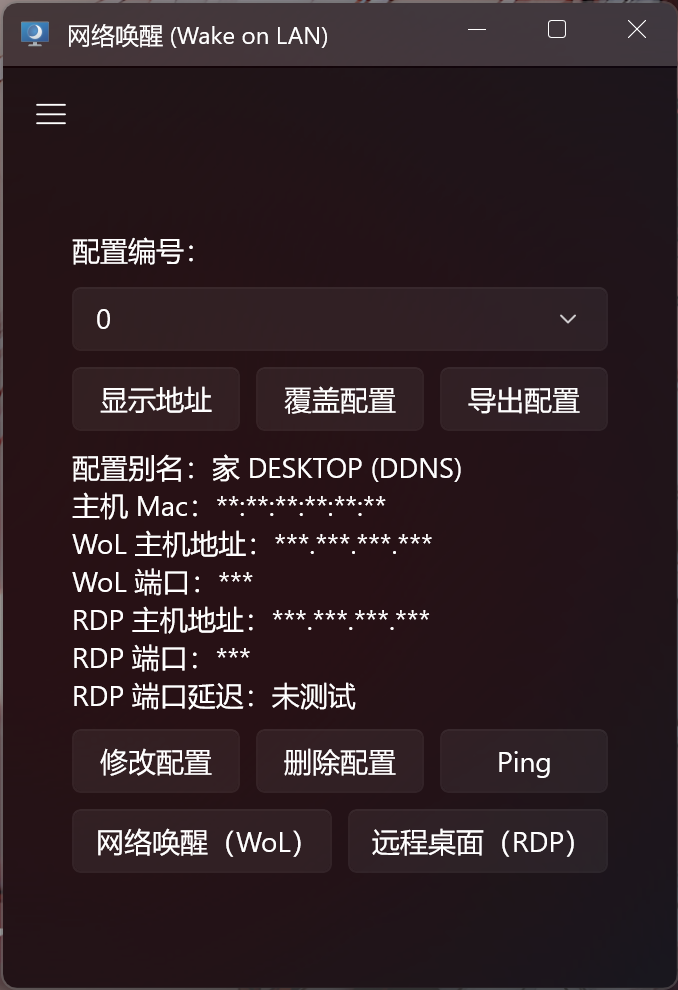 网络唤醒 (Wake on LAN)
配置编号：
0
显示地址 覆盖配置 导出配置
配置别名：家 DESKTOP (DDNS)
主机 Mac：**:**:**:**:**:**
WoL 主机地址：***.***.***.***
WoL 端口：***
RDP 主机地址：***.***.***.***
RDP 端口：***
RDP 端口延迟：未测试
修改配置 删除配置 Ping
网络唤醒（WoL） 远程桌面（RDP）